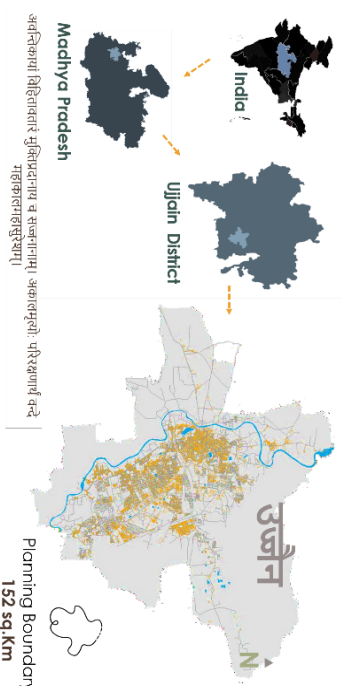 India
Madhya Pradesh
Ujjain District
अवन्तिकायां विहितावतारं मुक्तिप्रदानाय च सज्जनानाम्। अकालमृत्यो: परिरक्षणार्थं वन्दे
महाकालमहासुरेशम्।।
उज्जैन
N
Planning Boundary
152 sq.Km